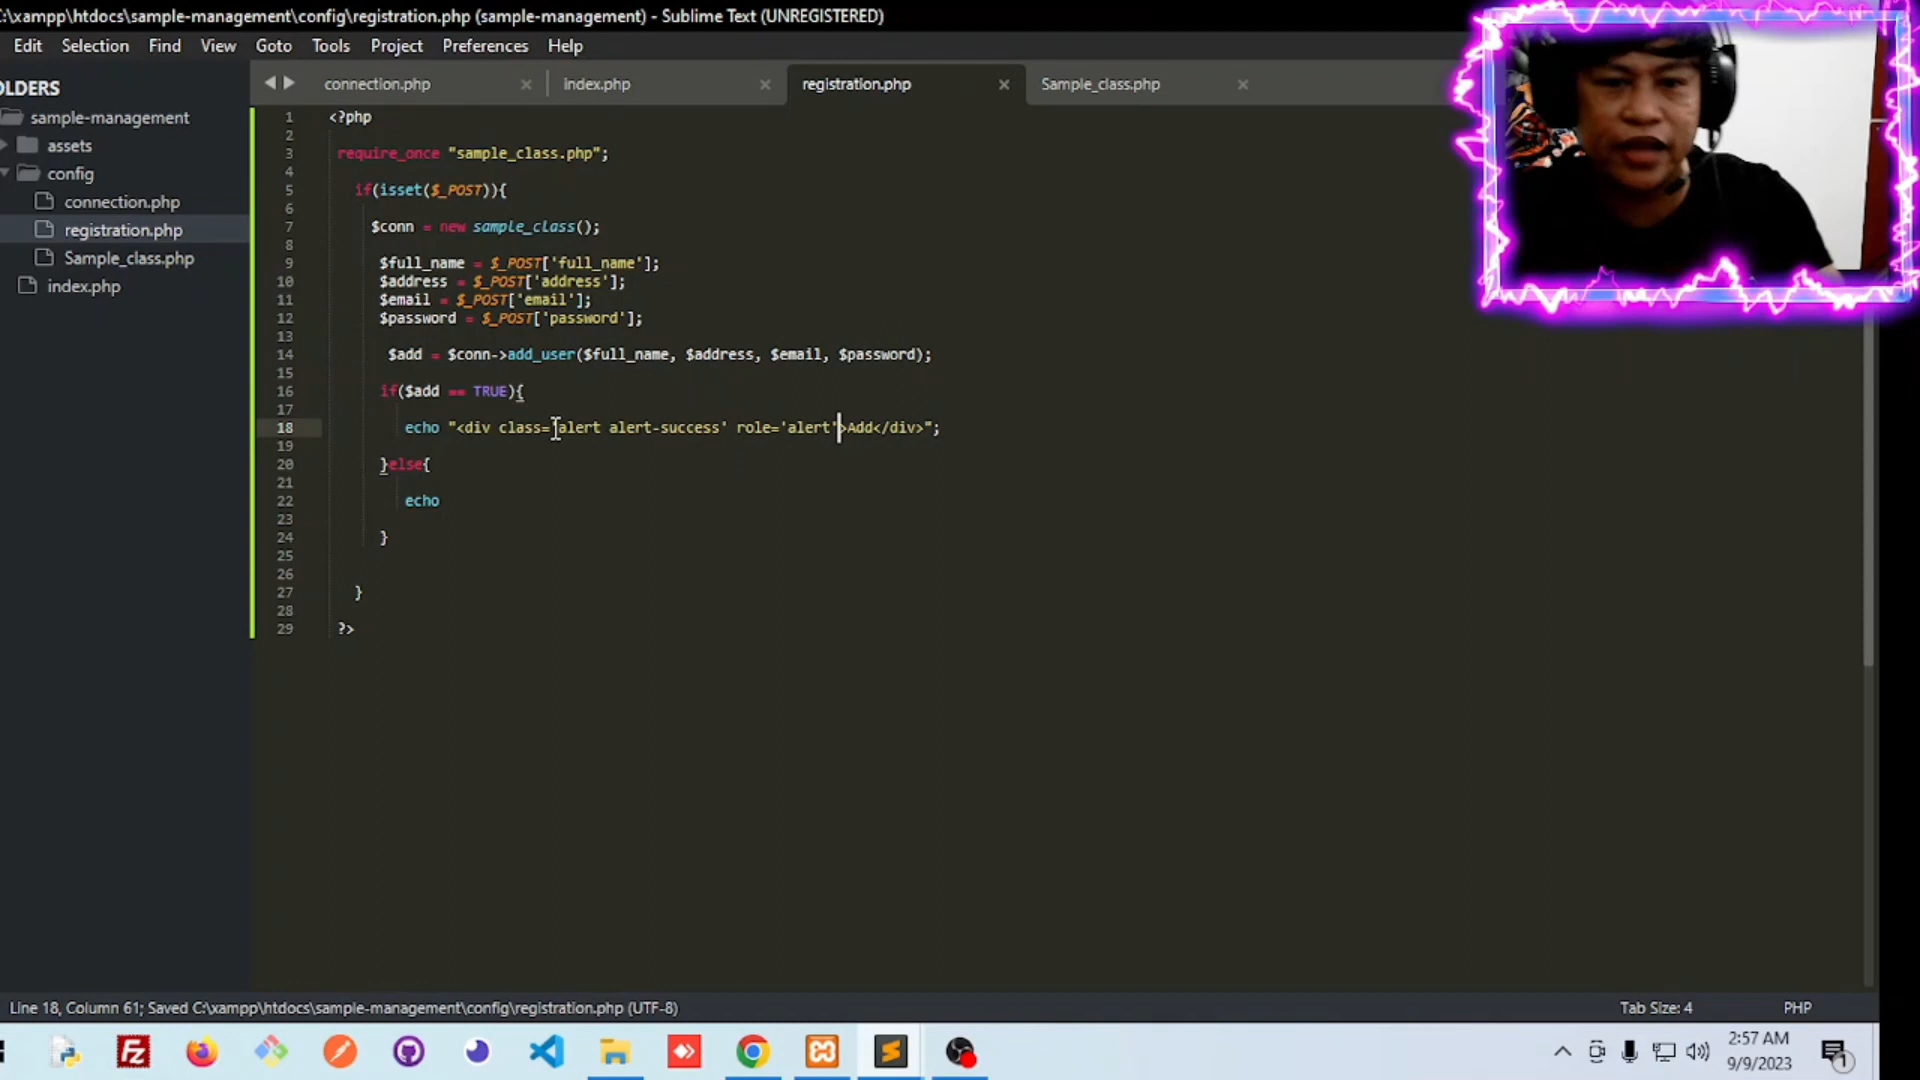 :\xampp\htdocs\sample-management\config\registration.php (sample-management) - Sublime Text (UNREGISTERED)
Edit Selection Find View Goto Tools Project Preferences Help
OLDERS
sample-management
assets
config
connection.php
registration.php
Sample_class.php
index.php
connection.php index.php registration.php Sample_class.php
1 <?php
2
3 require_once "sample_class.php";
4
5 if(isset($_POST)){
6
7 $conn = new sample_class();
8
9 $full_name = $_POST['full_name'];
10 $address = $_POST['address'];
11 $email = $_POST['email'];
12 $password = $_POST['password'];
13
14 $add = $conn->add_user($full_name, $address, $email, $password);
15
16 if($add == TRUE){
17
18 echo "<div class='alert alert-success' role='alert'>Add</div>";
19
20 }else{
21
22 echo
23
24 }
25
26
27 }
28
29 ?>
Line 18, Column 61; Saved C:\xampp\htdocs\sample-management\config\registration.php (UTF-8)
Tab Size: 4 PHP
2:57 AM
9/9/2023
1